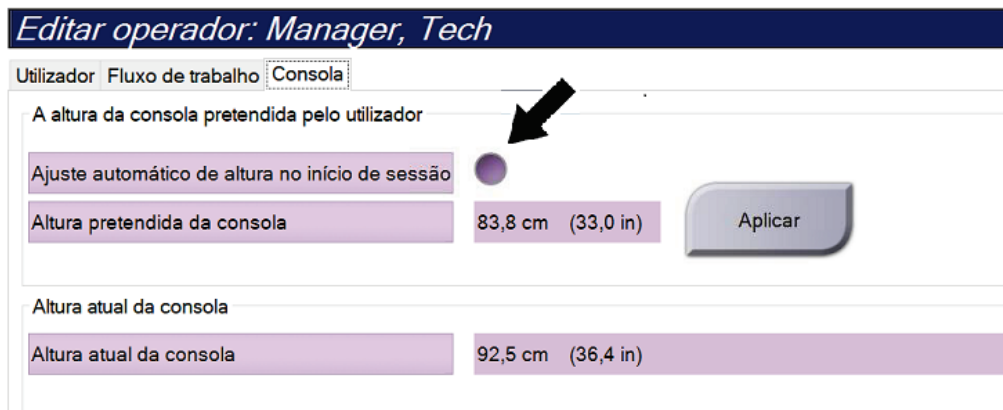 Editar operador: Manager, Tech
Utilizador Fluxo de trabalho Consola
A altura da consola pretendida pelo utilizador
Ajuste automático de altura no início de sessão
Altura pretendida da consola 83,8 cm (33,0 in) Aplicar
Altura atual da consola
Altura atual da consola 92,5 cm (36,4 in)